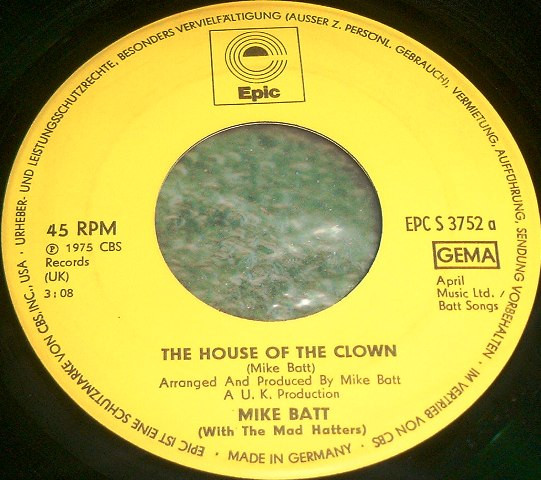 URHEBER- UND LEISTUNGSSCHUTZRECHTE, BESONDERS VERVIELFÄLTIGUNG (AUSSER Z. PERSÖNL. GEBRAUCH), VERMIETUNG, AUFFÜHRUNG, SENDUNG VORBEHALTEN • IM VERTRIEB VON CBS • MADE IN GERMANY • EPIC IST EINE SCHUTZMARKE VON CBS, INC., USA •
Epic
45 RPM
Ⓟ 1975 CBS
Records
(UK)
3:08
EPC S 3752 a
GEMA
April
Music Ltd. /
Batt Songs
THE HOUSE OF THE CLOWN
(Mike Batt)
Arranged And Produced By Mike Batt
A U. K. Production
MIKE BATT
(With The Mad Hatters)